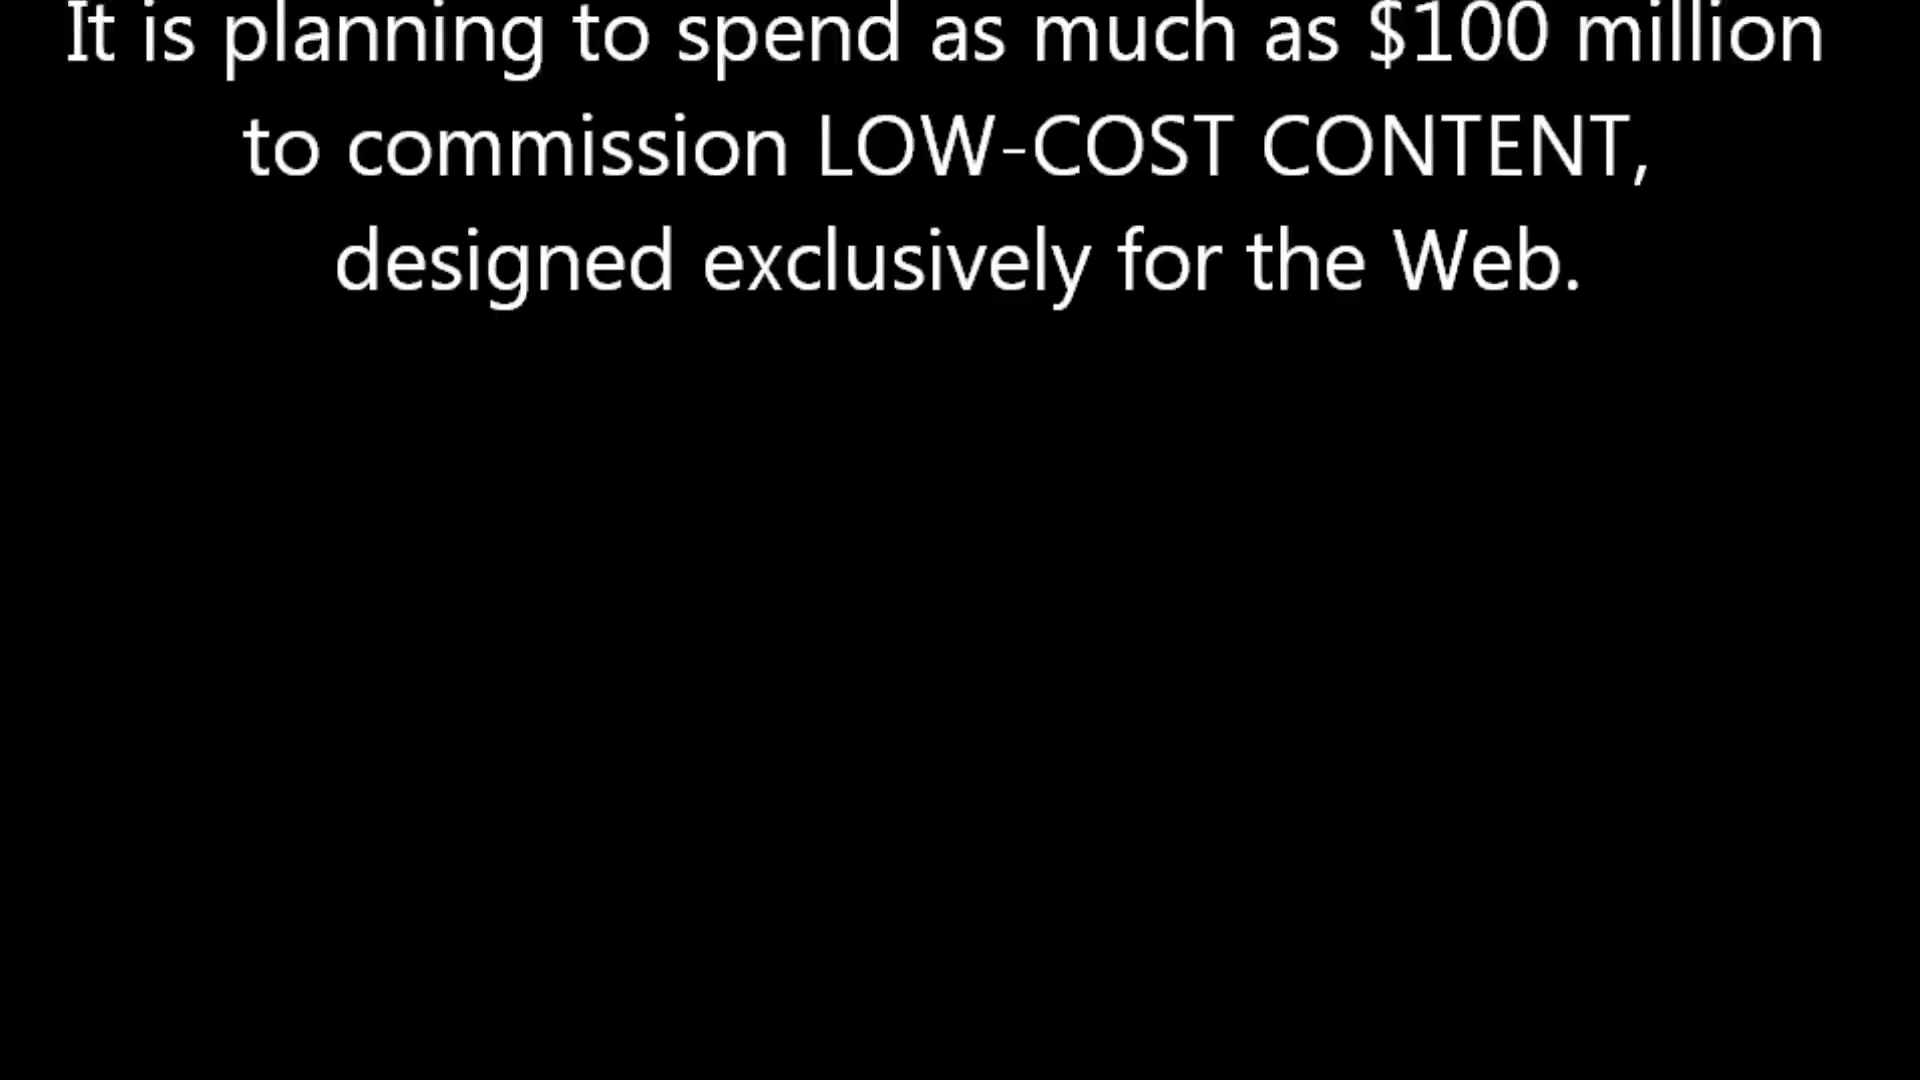 It is planning to spend as much as $100 million
to commission LOW-COST CONTENT,
designed exclusively for the Web.